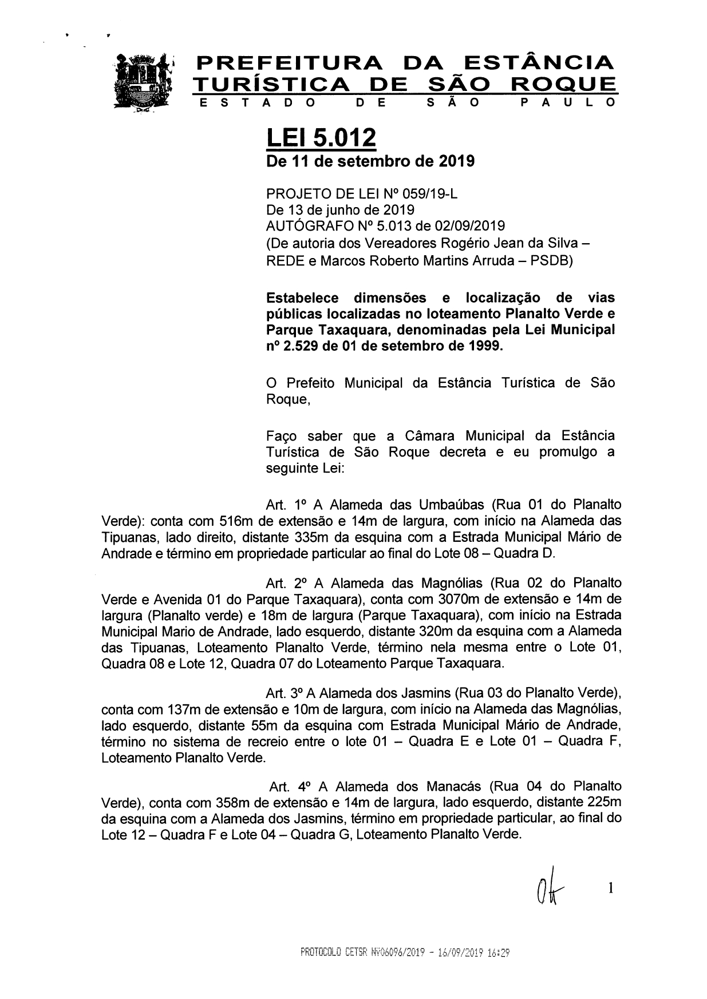 PREFEITURA DA ESTÂNCIA
TURÍSTICA DE SÃO ROQUE
ESTADO DE SÃO PAULO
LEI 5.012
De 11 de setembro de 2019
PROJETO DE LEI Nº 059/19-L
De 13 de junho de 2019
AUTÓGRAFO Nº 5.013 de 02/09/2019
(De autoria dos Vereadores Rogério Jean da Silva –
REDE e Marcos Roberto Martins Arruda – PSDB)
Estabelece dimensões e localização de vias
públicas localizadas no loteamento Planalto Verde e
Parque Taxaquara, denominadas pela Lei Municipal
nº 2.529 de 01 de setembro de 1999.
O Prefeito Municipal da Estância Turística de São
Roque,
Faço saber que a Câmara Municipal da Estância
Turística de São Roque decreta e eu promulgo a
seguinte Lei:
Art. 1º A Alameda das Umbaúbas (Rua 01 do Planalto
Verde): conta com 516m de extensão e 14m de largura, com início na Alameda das
Tipuanas, lado direito, distante 335m da esquina com a Estrada Municipal Mário de
Andrade e término em propriedade particular ao final do Lote 08 – Quadra D.
Art. 2º A Alameda das Magnólias (Rua 02 do Planalto
Verde e Avenida 01 do Parque Taxaquara), conta com 3070m de extensão e 14m de
largura (Planalto verde) e 18m de largura (Parque Taxaquara), com início na Estrada
Municipal Mario de Andrade, lado esquerdo, distante 320m da esquina com a Alameda
das Tipuanas, Loteamento Planalto Verde, término nela mesma entre o Lote 01,
Quadra 08 e Lote 12, Quadra 07 do Loteamento Parque Taxaquara.
Art. 3º A Alameda dos Jasmins (Rua 03 do Planalto Verde),
conta com 137m de extensão e 10m de largura, com início na Alameda das Magnólias,
lado esquerdo, distante 55m da esquina com Estrada Municipal Mário de Andrade,
término no sistema de recreio entre o lote 01 – Quadra E e Lote 01 – Quadra F,
Loteamento Planalto Verde.
Art. 4º A Alameda dos Manacás (Rua 04 do Planalto
Verde), conta com 358m de extensão e 14m de largura, lado esquerdo, distante 225m
da esquina com a Alameda dos Jasmins, término em propriedade particular, ao final do
Lote 12 – Quadra F e Lote 04 – Quadra G, Loteamento Planalto Verde.
1
PROTOCOLO CETSR Nº06096/2019 - 16/09/2019 16:29